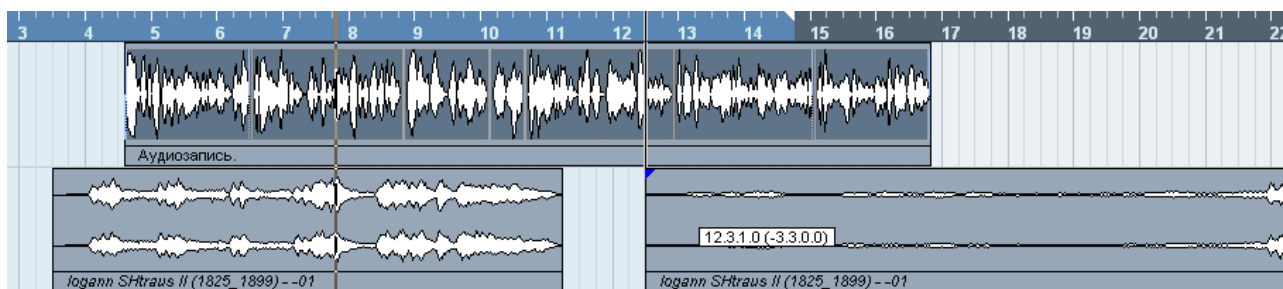 3 4 5 6 7 8 9 10 11 12 13 14 15 16 17 18 19 20 21 22
Аудиозапись.
12.3.1.0 (-3.3.0.0)
Iogann SHtraus II (1825_1899) - -01 Iogann SHtraus II (1825_1899) - -01